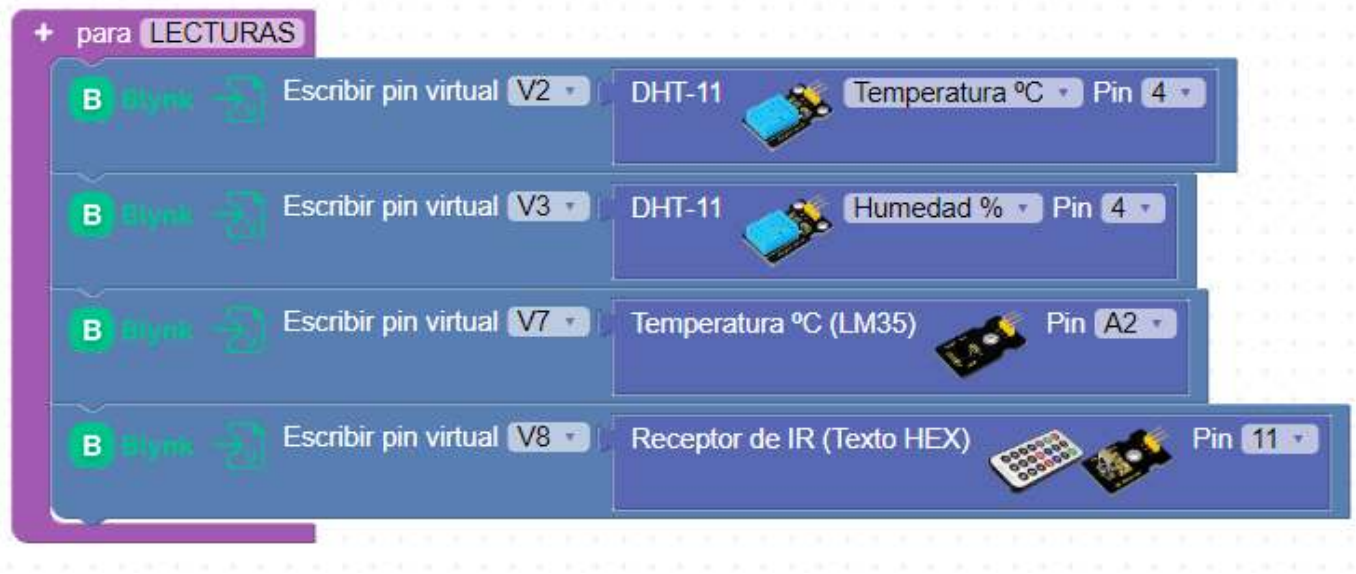 + para LECTURAS
B Blynk Escribir pin virtual V2 DHT-11 Temperatura ºC Pin 4
B Blynk Escribir pin virtual V3 DHT-11 Humedad % Pin 4
B Blynk Escribir pin virtual V7 Temperatura ºC (LM35) Pin A2
B Blynk Escribir pin virtual V8 Receptor de IR (Texto HEX) Pin 11